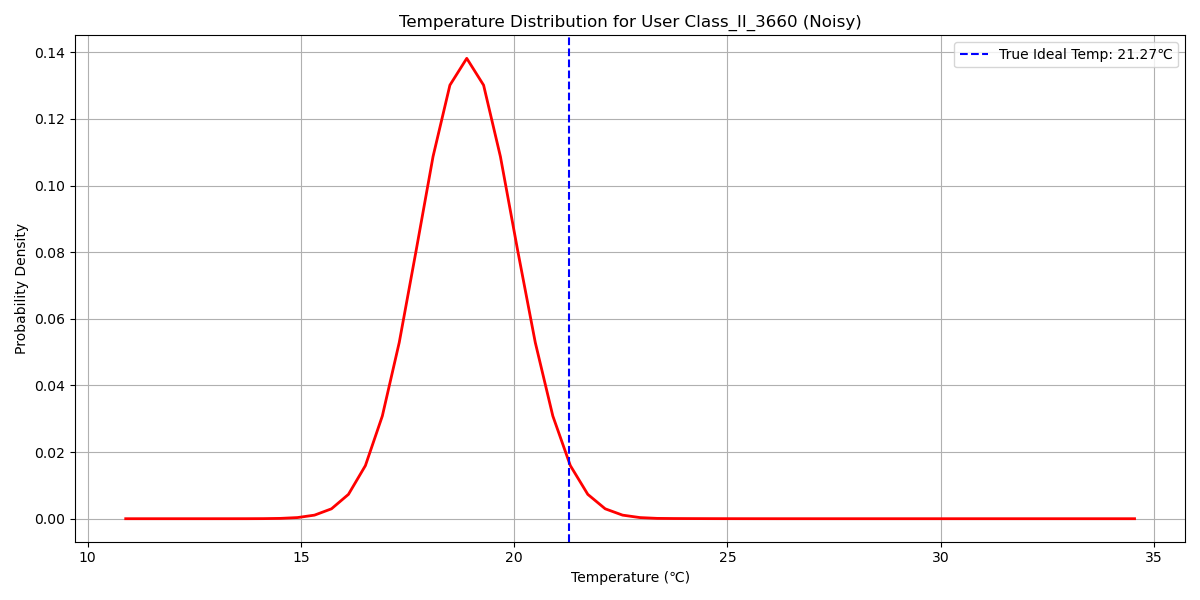 Temperature Distribution for User Class_II_3660 (Noisy)
True Ideal Temp: 21.27℃
Probability Density
0.14
0.12
0.10
0.08
0.06
0.04
0.02
0.00
10 15 20 25 30 35
Temperature (℃)